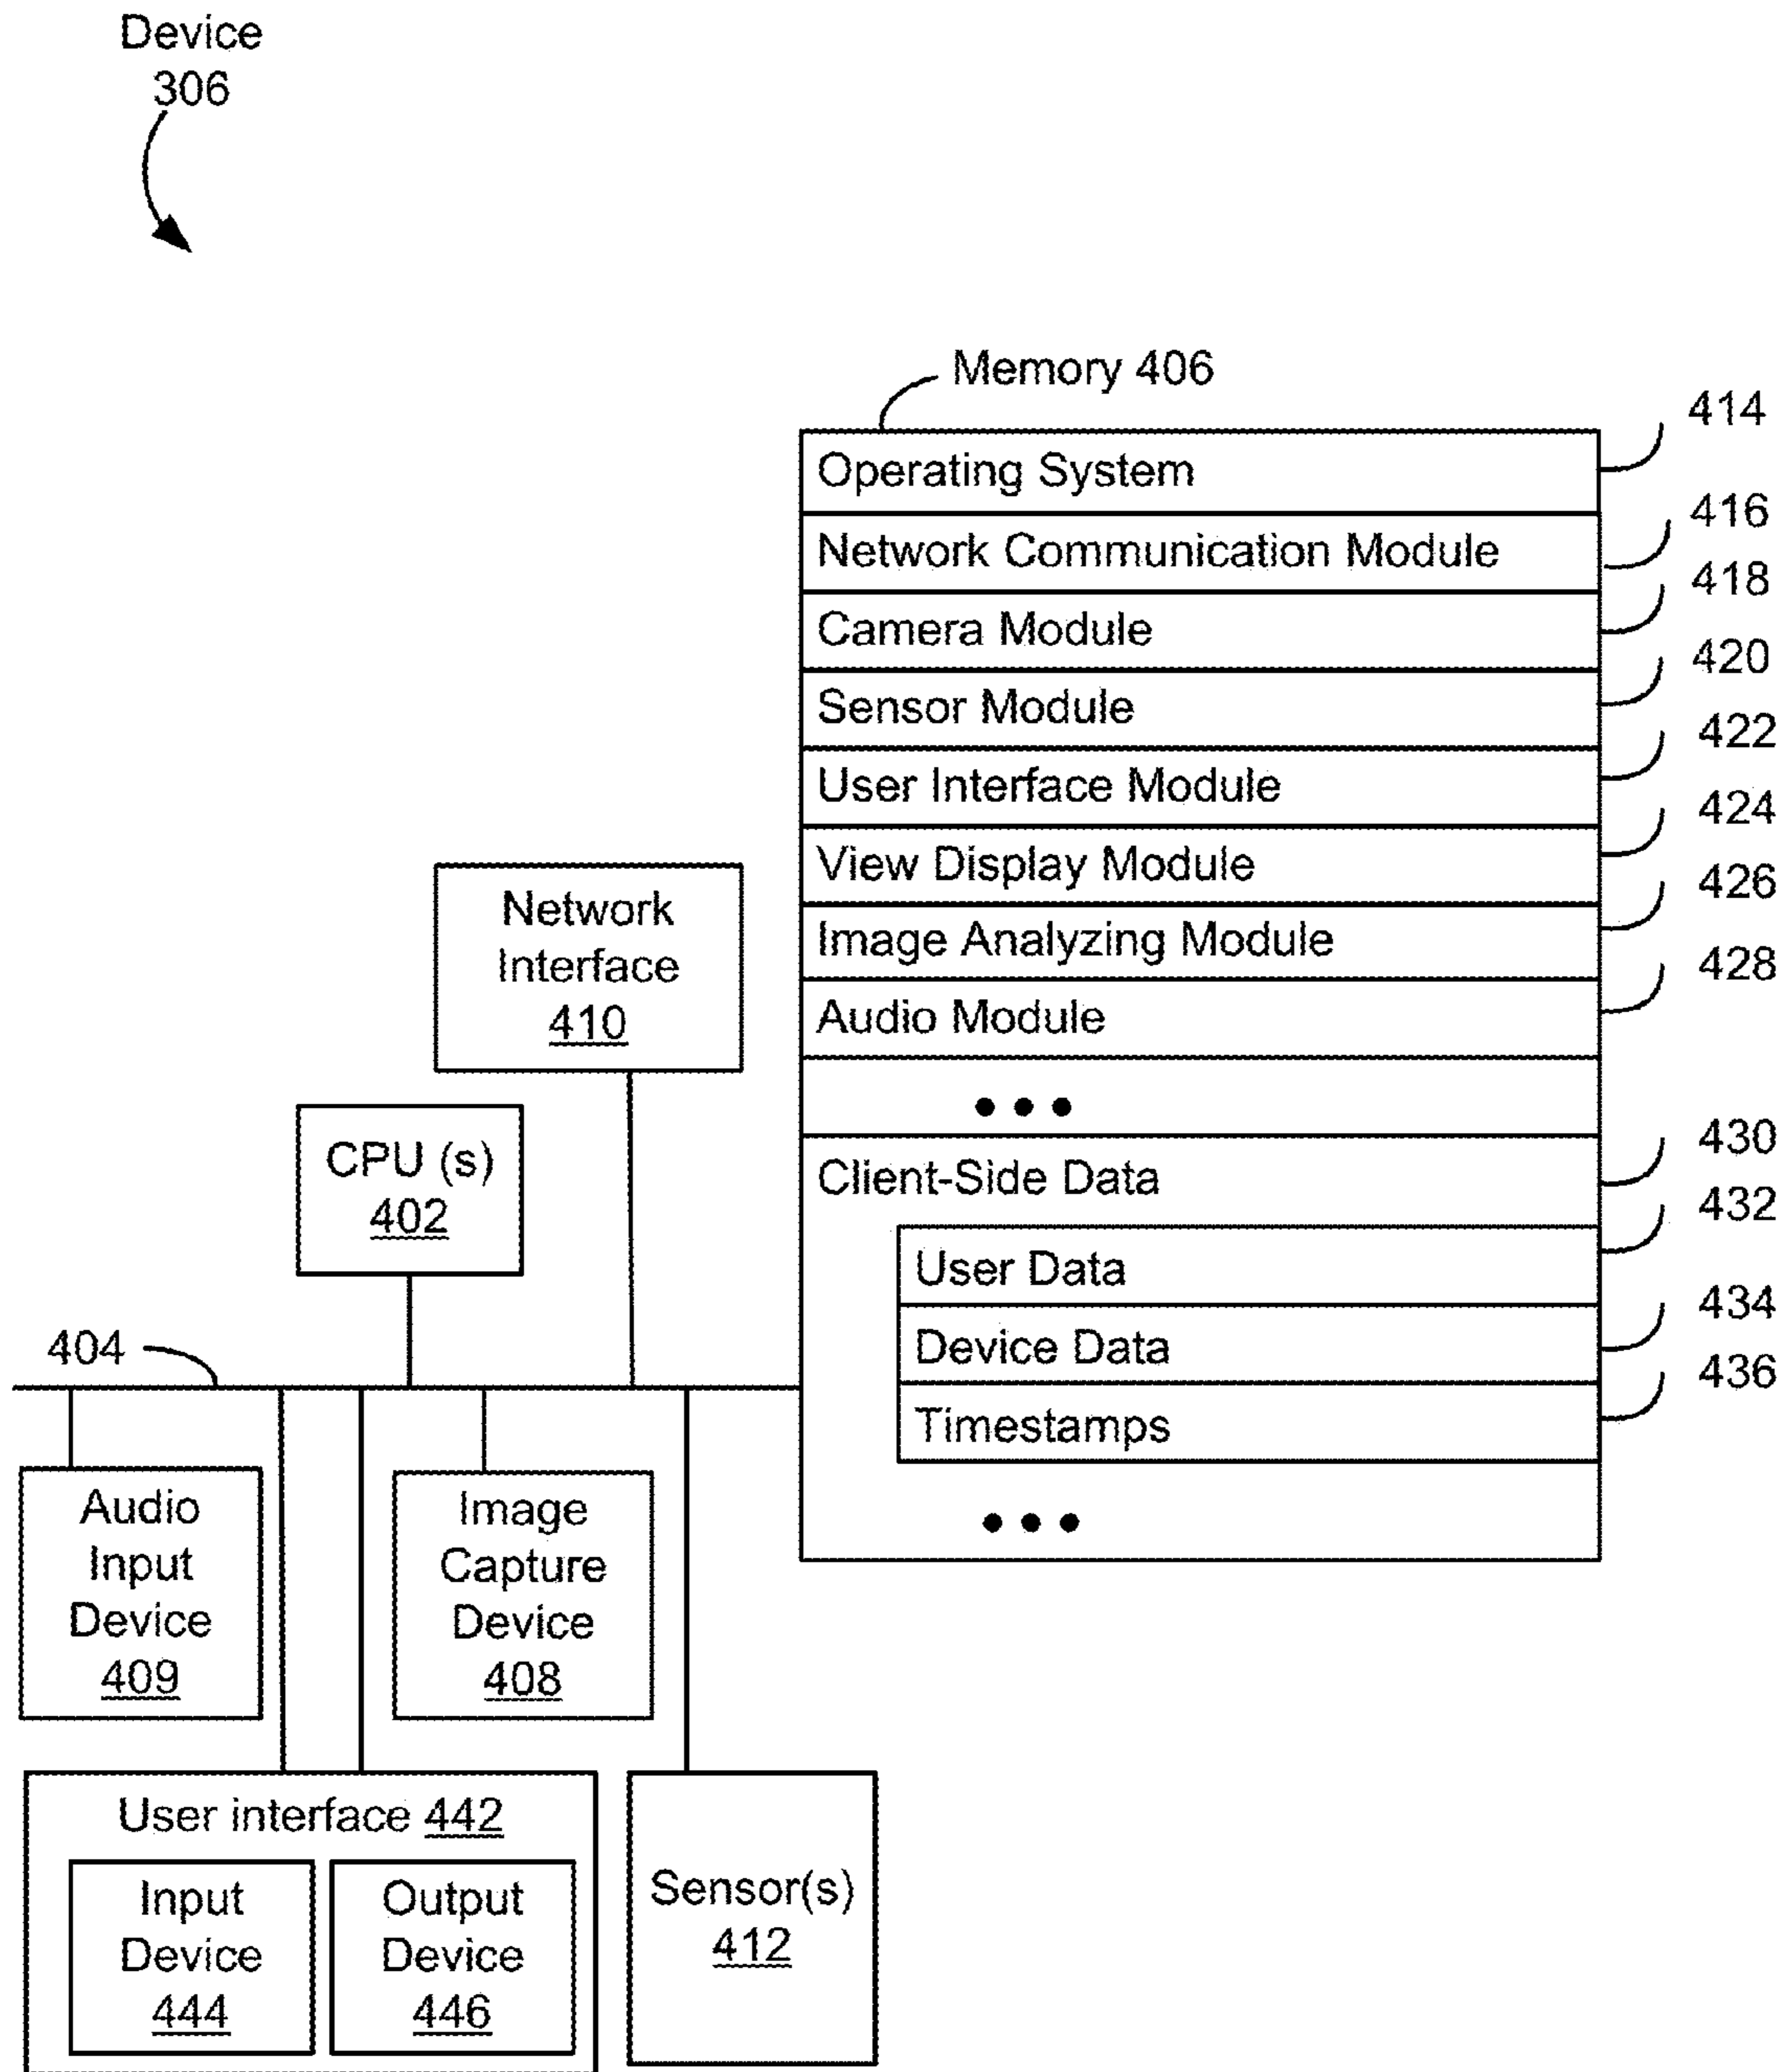 Device
306
Memory 406
Operating System
414
Network Communication Module
416
Camera Module
418
Sensor Module
420
User Interface Module
422
View Display Module
424
Image Analyzing Module
426
Audio Module
428
•••
Client-Side Data
430
User Data
432
Device Data
434
Timestamps
436
•••
Network
Interface
410
CPU (s)
402
404
Audio
Input
Device
409
Image
Capture
Device
408
User interface 442
Input
Device
444
Output
Device
446
Sensor(s)
412